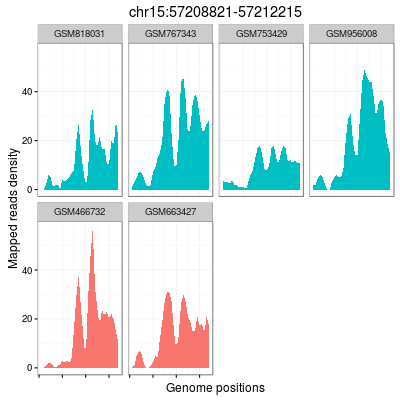 chr15:57208821-57212215
GSM818031 GSM767343 GSM753429 GSM956008
40
20
0
Mapped reads density
GSM466732 GSM663427
40
20
0
Genome positions